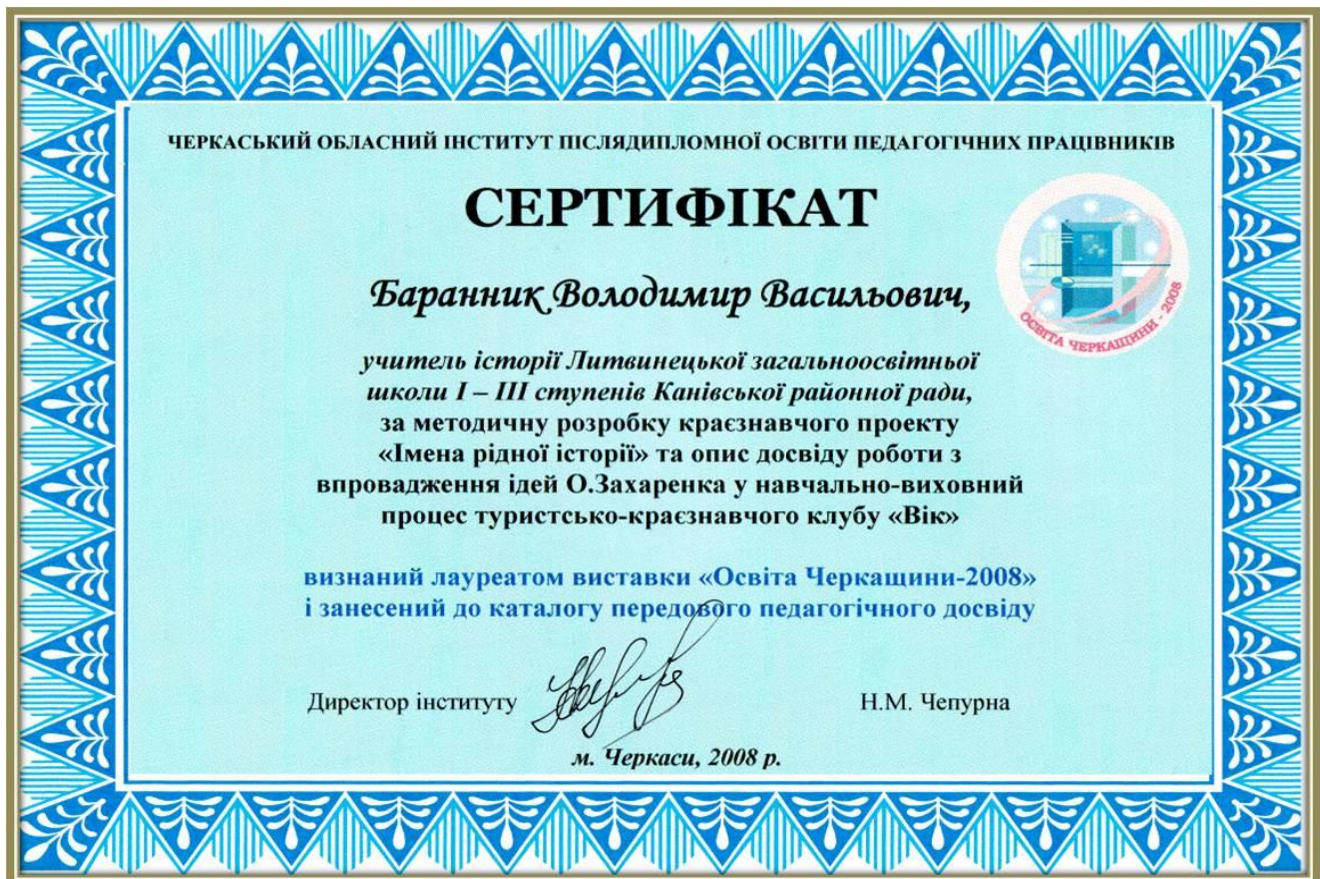 ЧЕРКАСЬКИЙ ОБЛАСНИЙ ІНСТИТУТ ПІСЛЯДИПЛОМНОЇ ОСВІТИ ПЕДАГОГІЧНИХ ПРАЦІВНИКІВ
СЕРТИФІКАТ
ОСВІТА ЧЕРКАЩИНИ - 2008
Баранник Володимир Васильович,
учитель історії Литвинецької загальноосвітньої
школи І – ІІІ ступенів Канівської районної ради,
за методичну розробку краєзнавчого проекту
«Імена рідної історії» та опис досвіду роботи з
впровадження ідей О.Захаренка у навчально-виховний
процес туристсько-краєзнавчого клубу «Вік»
визнаний лауреатом виставки «Освіта Черкащини-2008»
і занесений до каталогу передового педагогічного досвіду
Директор інституту Н.М. Чепурна
м. Черкаси, 2008 р.